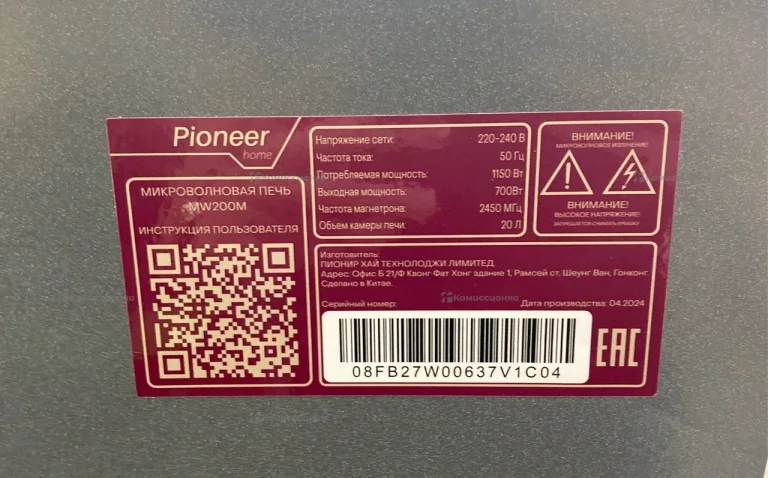 Pioneer
home
МИКРОВОЛНОВАЯ ПЕЧЬ
MW200M
ИНСТРУКЦИЯ ПОЛЬЗОВАТЕЛЯ
Напряжение сети: 220-240 В
Частота тока: 50 Гц
Потребляемая мощность: 1150 Вт
Выходная мощность: 700Вт
Частота магнетрона: 2450 МГц
Объем камеры печи: 20 Л
ВНИМАНИЕ!
МИКРОВОЛНОВОЕ ИЗЛУЧЕНИЕ!
ВНИМАНИЕ!
ВЫСОКОЕ НАПРЯЖЕНИЕ!
ЗАПРЕЩАЕТСЯ СНИМАТЬ КРЫШКУ
Изготовитель:
ПИОНИР ХАЙ ТЕХНОЛОДЖИ ЛИМИТЕД.
Адрес: Офис Б 21/Ф Квонг Фат Хонг здание 1, Рамсей ст, Шеунг Ван, Гонконг.
Сделано в Китае.
Комиссионка
Серийный номер: Дата производства: 04.2024
08FB27W00637V1C04
EAC